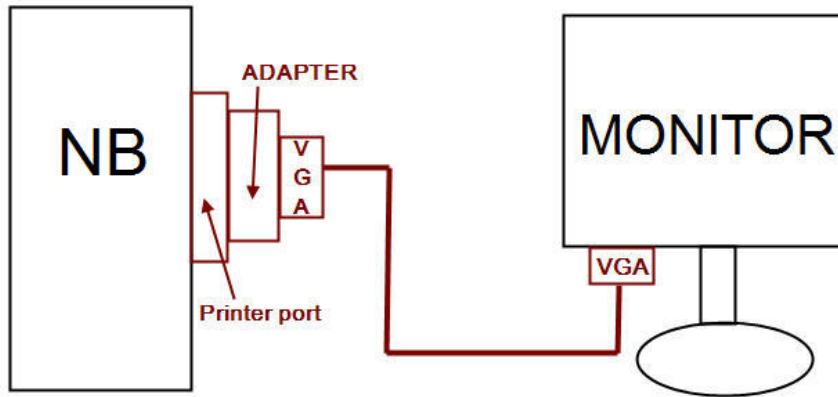 ADAPTER
NB
V
G
A
MONITOR
VGA
Printer port